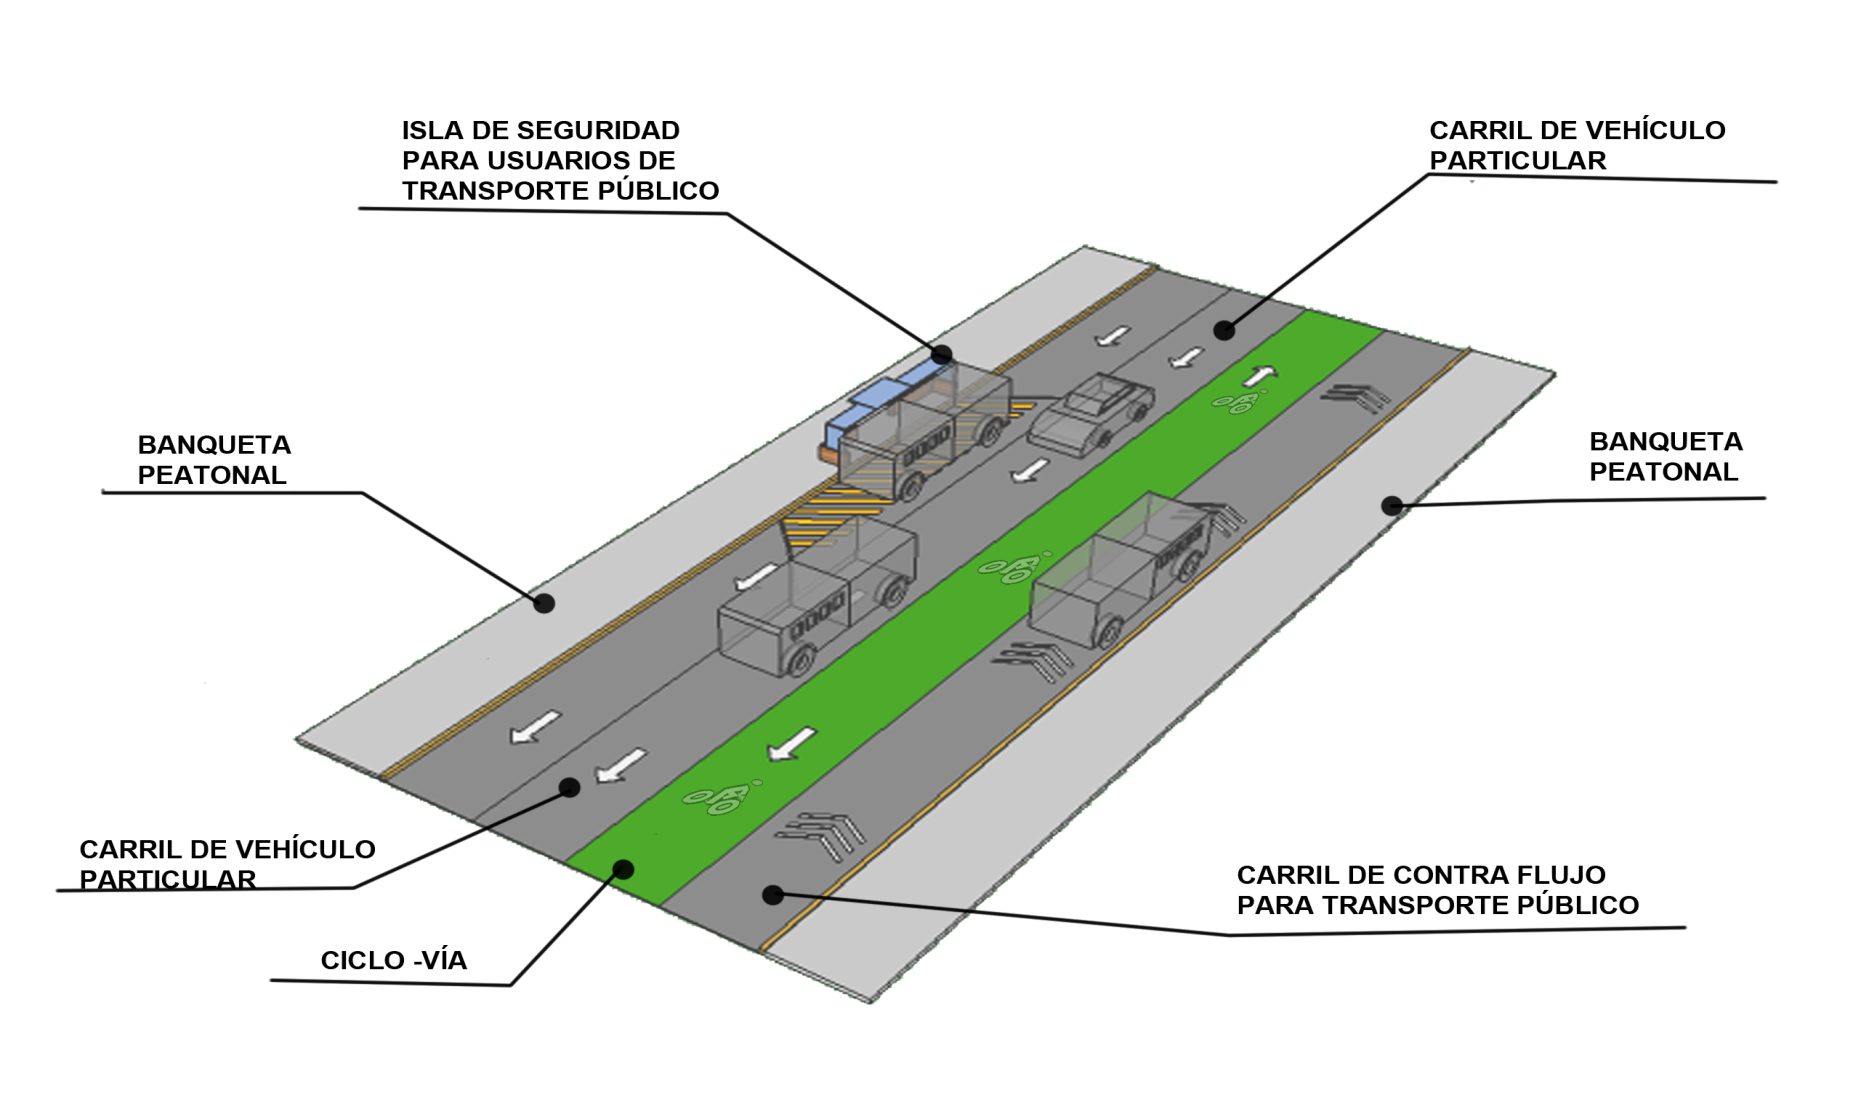 ISLA DE SEGURIDAD
PARA USUARIOS DE
TRANSPORTE PÚBLICO
CARRIL DE VEHÍCULO
PARTICULAR
BANQUETA
PEATONAL
BANQUETA
PEATONAL
CARRIL DE VEHÍCULO
PARTICULAR
CARRIL DE CONTRA FLUJO
PARA TRANSPORTE PÚBLICO
CICLO -VÍA